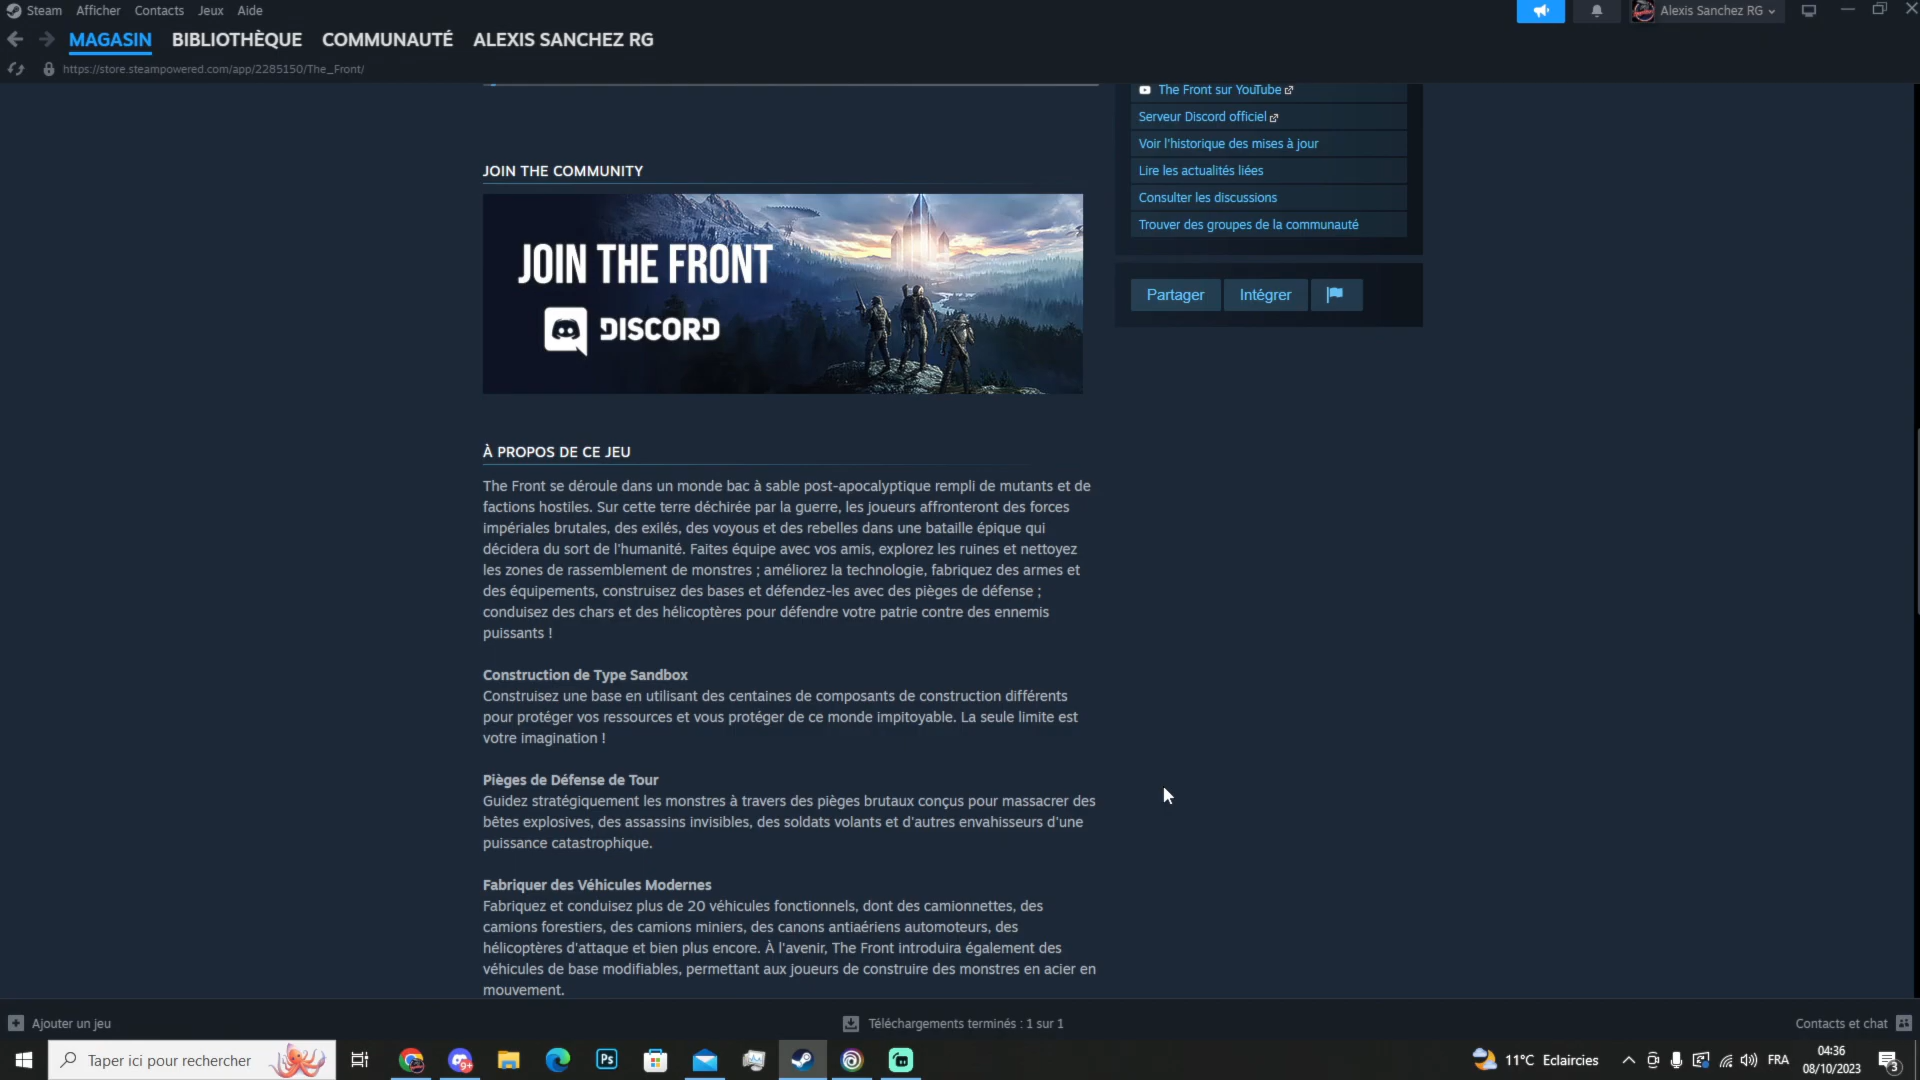 Steam Afficher Contacts Jeux Aide
Alexis Sanchez RG
MAGASIN BIBLIOTHÈQUE COMMUNAUTÉ ALEXIS SANCHEZ RG
https://store.steampowered.com/app/2285150/The_Front/
The Front sur YouTube
Serveur Discord officiel
Voir l'historique des mises à jour
Lire les actualités liées
Consulter les discussions
Trouver des groupes de la communauté
Partager Intégrer
JOIN THE COMMUNITY
JOIN THE FRONT
DISCORD
À PROPOS DE CE JEU
The Front se déroule dans un monde bac à sable post-apocalyptique rempli de mutants et de
factions hostiles. Sur cette terre déchirée par la guerre, les joueurs affronteront des forces
impériales brutales, des exilés, des voyous et des rebelles dans une bataille épique qui
décidera du sort de l'humanité. Faites équipe avec vos amis, explorez les ruines et nettoyez
les zones de rassemblement de monstres ; améliorez la technologie, fabriquez des armes et
des équipements, construisez des bases et défendez-les avec des pièges de défense ;
conduisez des chars et des hélicoptères pour défendre votre patrie contre des ennemis
puissants !
Construction de Type Sandbox
Construisez une base en utilisant des centaines de composants de construction différents
pour protéger vos ressources et vous protéger de ce monde impitoyable. La seule limite est
votre imagination !
Pièges de Défense de Tour
Guidez stratégiquement les monstres à travers des pièges brutaux conçus pour massacrer des
bêtes explosives, des assassins invisibles, des soldats volants et d'autres envahisseurs d'une
puissance catastrophique.
Fabriquer des Véhicules Modernes
Fabriquez et conduisez plus de 20 véhicules fonctionnels, dont des camionnettes, des
camions forestiers, des camions miniers, des canons antiaériens automoteurs, des
hélicoptères d'attaque et bien plus encore. À l'avenir, The Front introduira également des
véhicules de base modifiables, permettant aux joueurs de construire des monstres en acier en
mouvement.
Ajouter un jeu
Téléchargements terminés : 1 sur 1
Contacts et chat
Taper ici pour rechercher
9+
Ps
11°C Eclaircies
FRA
04:36
08/10/2023
3